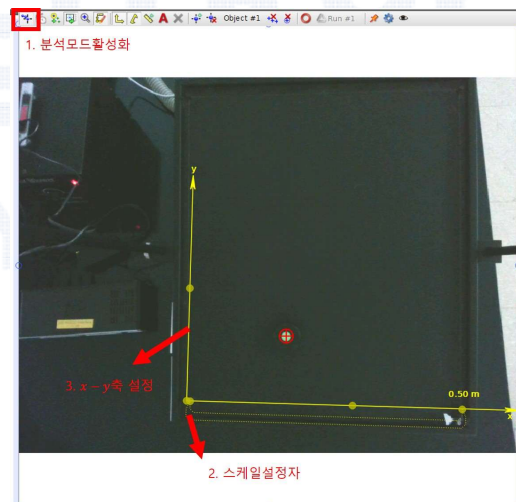 Object #1 Run #1
1. 분석모드활성화
y
3. x – y축 설정
0.50 m
x
2. 스케일설정자